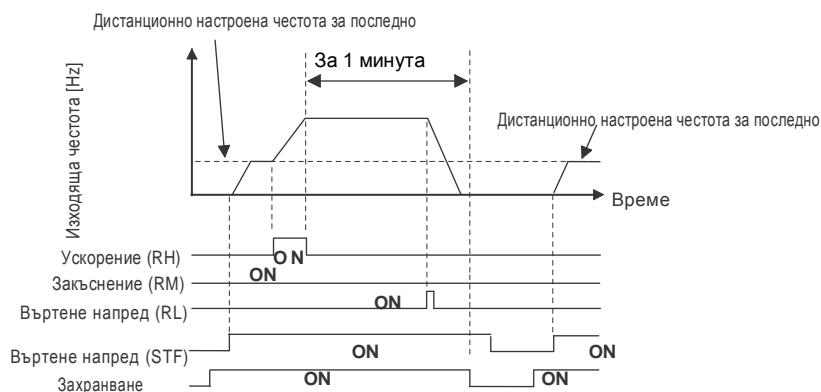 Дистанционно настроена честота за последно
За 1 минута
Изходяща честота [Hz]
Дистанционно настроена честота за последно
Време
Ускорение (RH)
ON
ON
Закъснение (RM)
ON
Въртене напред (RL)
Въртене напред (STF)
ON
ON
Захранване
ON
ON